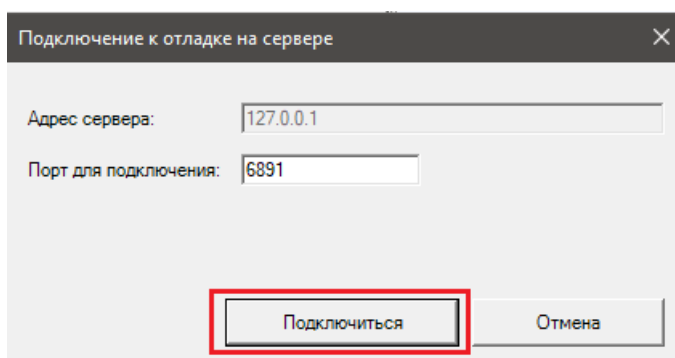 Подключение к отладке на сервере
Адрес сервера: 127.0.0.1
Порт для подключения: 6891
Подключиться Отмена